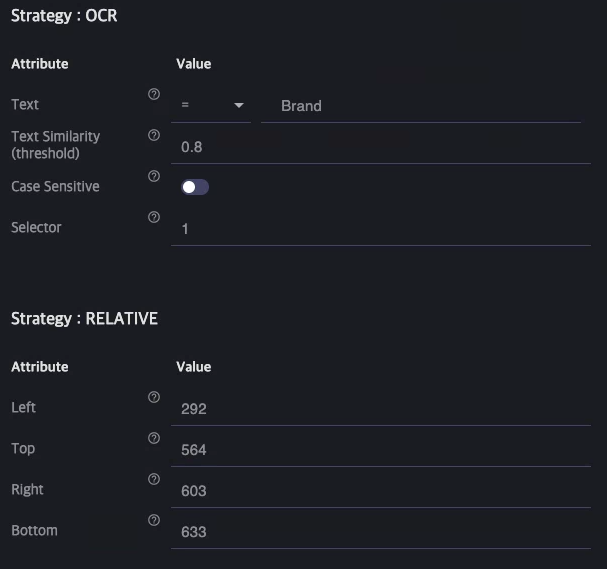 Strategy : OCR
Attribute Value
Text = Brand
Text Similarity
(threshold) 0.8
Case Sensitive
Selector 1
Strategy : RELATIVE
Attribute Value
Left 292
Top 564
Right 603
Bottom 633